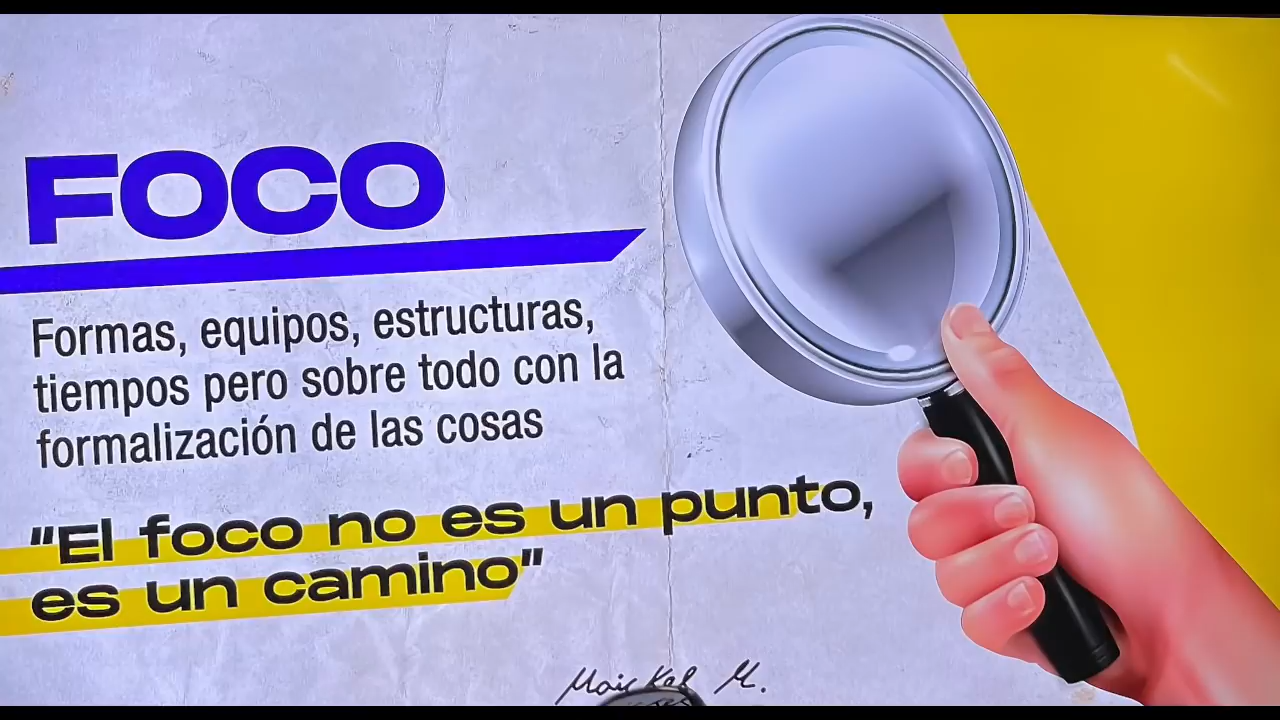 FOCO
Formas, equipos, estructuras,
tiempos pero sobre todo con la
formalización de las cosas
"El foco no es un punto,
es un camino"
M.